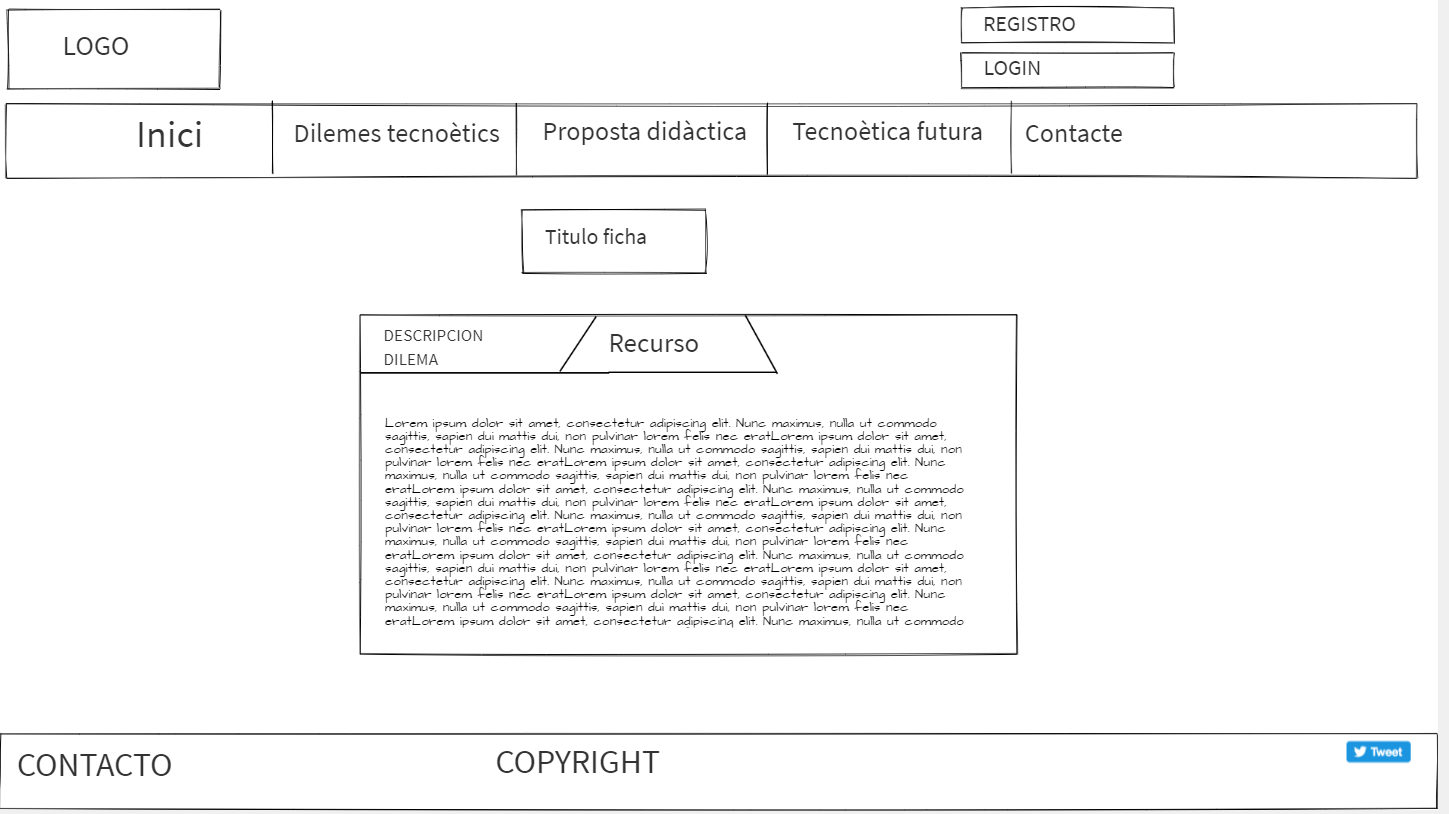 LOGO
REGISTRO
LOGIN
Inici
Dilemes tecnoètics
Proposta didàctica
Tecnoètica futura
Contacte
Titulo ficha
DESCRIPCION
DILEMA
Recurso
Lorem ipsum dolor sit amet, consectetur adipiscing elit. Nunc maximus, nulla ut commodo
sagittis, sapien dui mattis dui, non pulvinar lorem felis nec eratLorem ipsum dolor sit amet,
consectetur adipiscing elit. Nunc maximus, nulla ut commodo sagittis, sapien dui mattis dui, non
pulvinar lorem felis nec eratLorem ipsum dolor sit amet, consectetur adipiscing elit. Nunc
maximus, nulla ut commodo sagittis, sapien dui mattis dui, non pulvinar lorem felis nec
eratLorem ipsum dolor sit amet, consectetur adipiscing elit. Nunc maximus, nulla ut commodo
sagittis, sapien dui mattis dui, non pulvinar lorem felis nec eratLorem ipsum dolor sit amet,
consectetur adipiscing elit. Nunc maximus, nulla ut commodo sagittis, sapien dui mattis dui, non
pulvinar lorem felis nec eratLorem ipsum dolor sit amet, consectetur adipiscing elit. Nunc
maximus, nulla ut commodo sagittis, sapien dui mattis dui, non pulvinar lorem felis nec
eratLorem ipsum dolor sit amet, consectetur adipiscing elit. Nunc maximus, nulla ut commodo
sagittis, sapien dui mattis dui, non pulvinar lorem felis nec eratLorem ipsum dolor sit amet,
consectetur adipiscing elit. Nunc maximus, nulla ut commodo sagittis, sapien dui mattis dui, non
pulvinar lorem felis nec eratLorem ipsum dolor sit amet, consectetur adipiscing elit. Nunc
maximus, nulla ut commodo sagittis, sapien dui mattis dui, non pulvinar lorem felis nec
eratLorem ipsum dolor sit amet, consectetur adipiscing elit. Nunc maximus, nulla ut commodo
CONTACTO
COPYRIGHT
Tweet